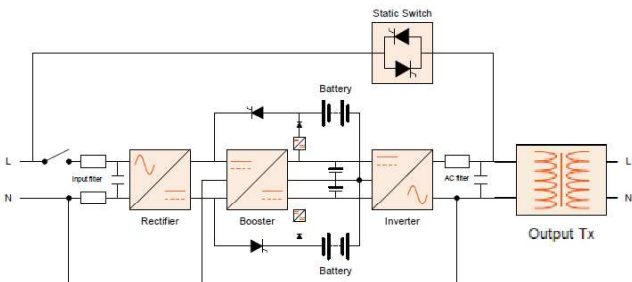 Static Switch
Battery
L
L
Input filter
AC filter
N
N
Rectifier
Booster
Inverter
Output Tx
Battery